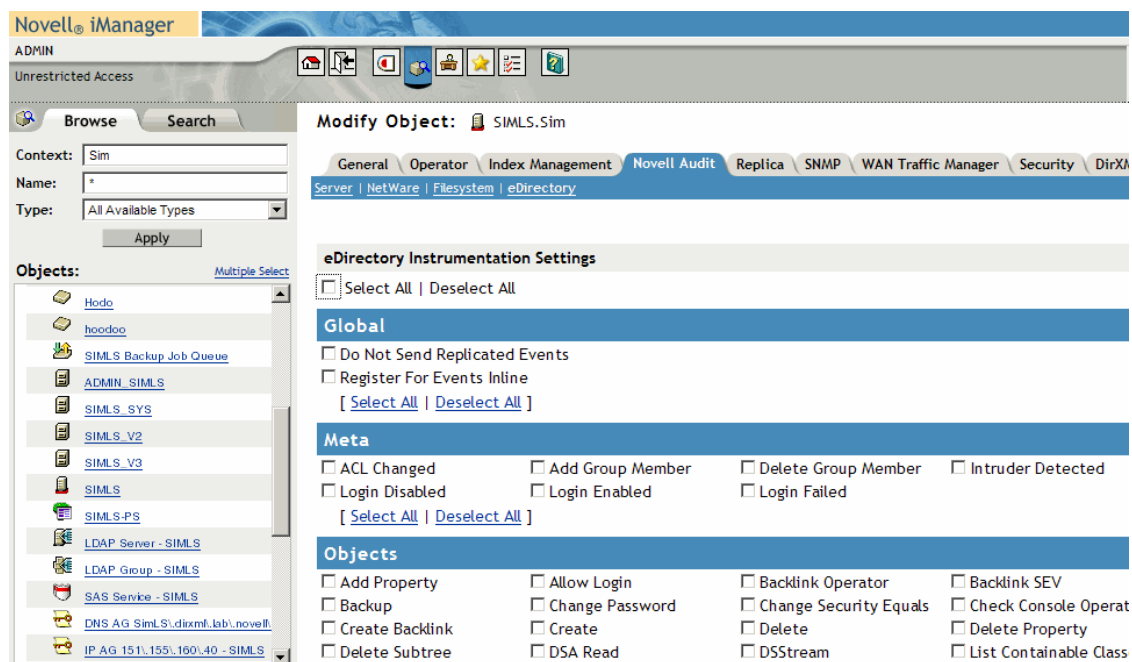 Novell® iManager
ADMIN
Unrestricted Access
Browse Search
Context: Sim
Name: *
Type: All Available Types
Apply
Objects: Multiple Select
Hodo
hoodoo
SIMLS Backup Job Queue
ADMIN_SIMLS
SIMLS_SYS
SIMLS_V2
SIMLS_V3
SIMLS
SIMLS-PS
LDAP Server - SIMLS
LDAP Group - SIMLS
SAS Service - SIMLS
DNS AG SimLS\.dirxml\.lab\.novell\
IP AG 151\.155\.160\.40 - SIMLS
Modify Object: SIMLS.Sim
General Operator Index Management Novell Audit Replica SNMP WAN Traffic Manager Security DirXM
Server | NetWare | Filesystem | eDirectory
eDirectory Instrumentation Settings
Select All | Deselect All
Global
Do Not Send Replicated Events
Register For Events Inline
[ Select All | Deselect All ]
Meta
ACL Changed Add Group Member Delete Group Member Intruder Detected
Login Disabled Login Enabled Login Failed
[ Select All | Deselect All ]
Objects
Add Property Allow Login Backlink Operator Backlink SEV
Backup Change Password Change Security Equals Check Console Operat
Create Backlink Create Delete Delete Property
Delete Subtree DSA Read DSStream List Containable Classe